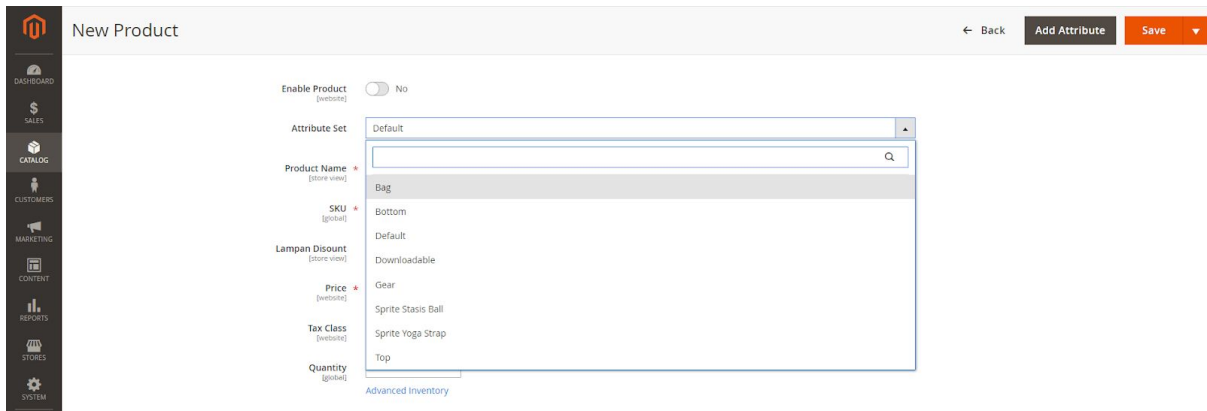 New Product
← Back
Add Attribute
Save
DASHBOARD
$
SALES
CATALOG
CUSTOMERS
MARKETING
CONTENT
REPORTS
STORES
SYSTEM
Enable Product
[website]
No
Attribute Set
Default
Product Name *
[store view]
Bag
SKU *
[global]
Bottom
Default
Lampan Disount
[store view]
Downloadable
Price *
[website]
Gear
Sprite Stasis Ball
Tax Class
[website]
Sprite Yoga Strap
Top
Quantity
[global]
Advanced Inventory